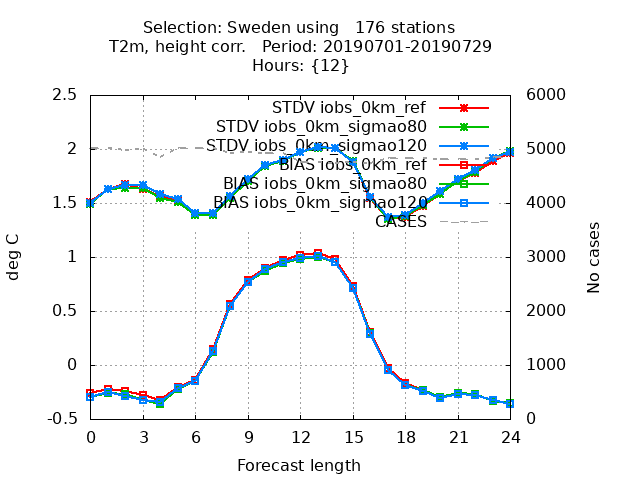 Selection: Sweden using   176 stations
T2m, height corr.   Period: 20190701-20190729
Hours: {12}
2.5
2
1.5
1
0.5
0
-0.5
6000
5000
4000
3000
2000
1000
0
STDV iobs_0km_ref
STDV iobs_0km_sigmao80
STDV iobs_0km_sigmao120
BIAS iobs_0km_ref
BIAS iobs_0km_sigmao80
BIAS iobs_0km_sigmao120
CASES
deg C
No cases
0 3 6 9 12 15 18 21 24
Forecast length